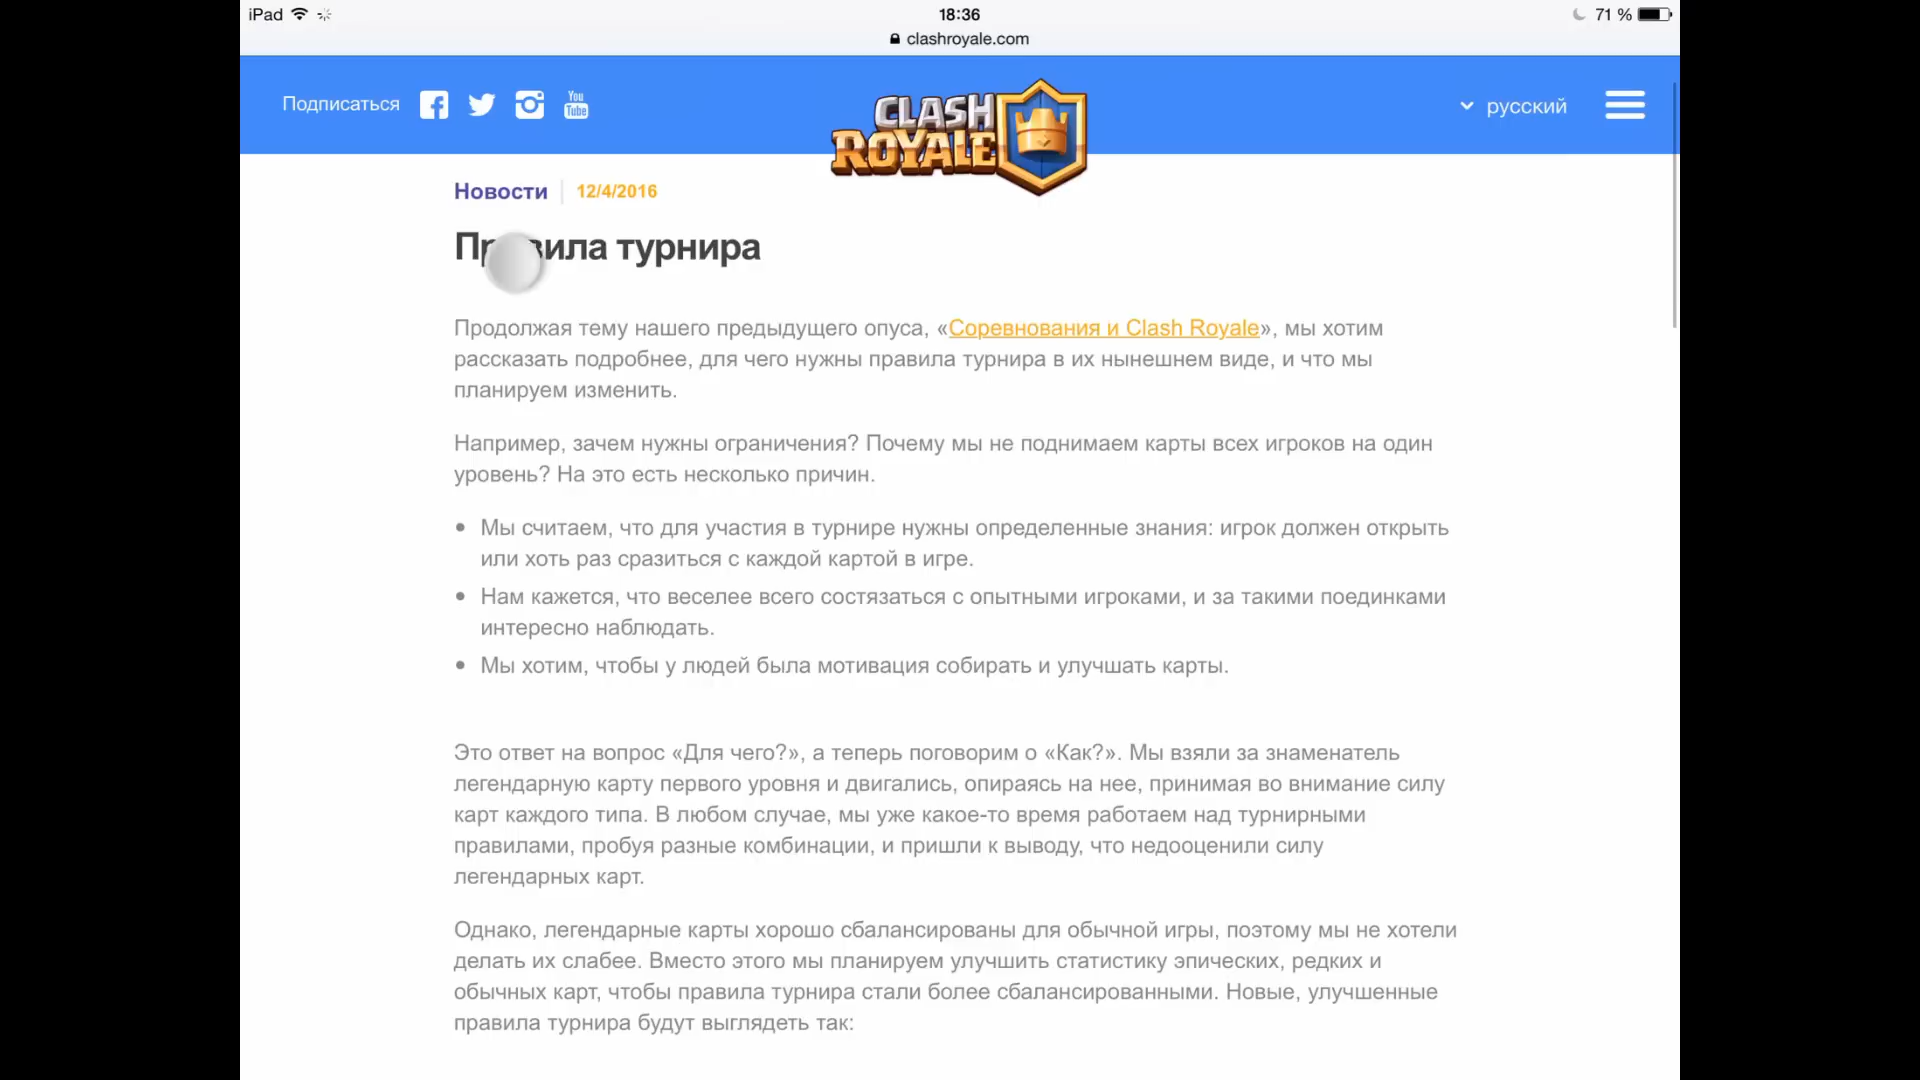 iPad
18:36
71 %
clashroyale.com
Подписаться
You
Tube
CLASH
ROYALE
русский
Новости
12/4/2016
турнира
Продолжая тему нашего предыдущего опуса, «Соревнования и Clash Royale», мы хотим
рассказать подробнее, для чего нужны правила турнира в их нынешнем виде, и что мы
планируем изменить.
Например, зачем нужны ограничения? Почему мы не поднимаем карты всех игроков на один
уровень? На это есть несколько причин.
• Мы считаем, что для участия в турнире нужны определенные знания: игрок должен открыть
или хоть раз сразиться с каждой картой в игре.
• Нам кажется, что веселее всего состязаться с опытными игроками, и за такими поединками
интересно наблюдать.
• Мы хотим, чтобы у людей была мотивация собирать и улучшать карты.
Это ответ на вопрос «Для чего?», а теперь поговорим о «Как?». Мы взяли за знаменатель
легендарную карту первого уровня и двигались, опираясь на нее, принимая во внимание силу
карт каждого типа. В любом случае, мы уже какое-то время работаем над турнирными
правилами, пробуя разные комбинации, и пришли к выводу, что недооценили силу
легендарных карт.
Однако, легендарные карты хорошо сбалансированы для обычной игры, поэтому мы не хотели
делать их слабее. Вместо этого мы планируем улучшить статистику эпических, редких и
обычных карт, чтобы правила турнира стали более сбалансированными. Новые, улучшенные
правила турнира будут выглядеть так: